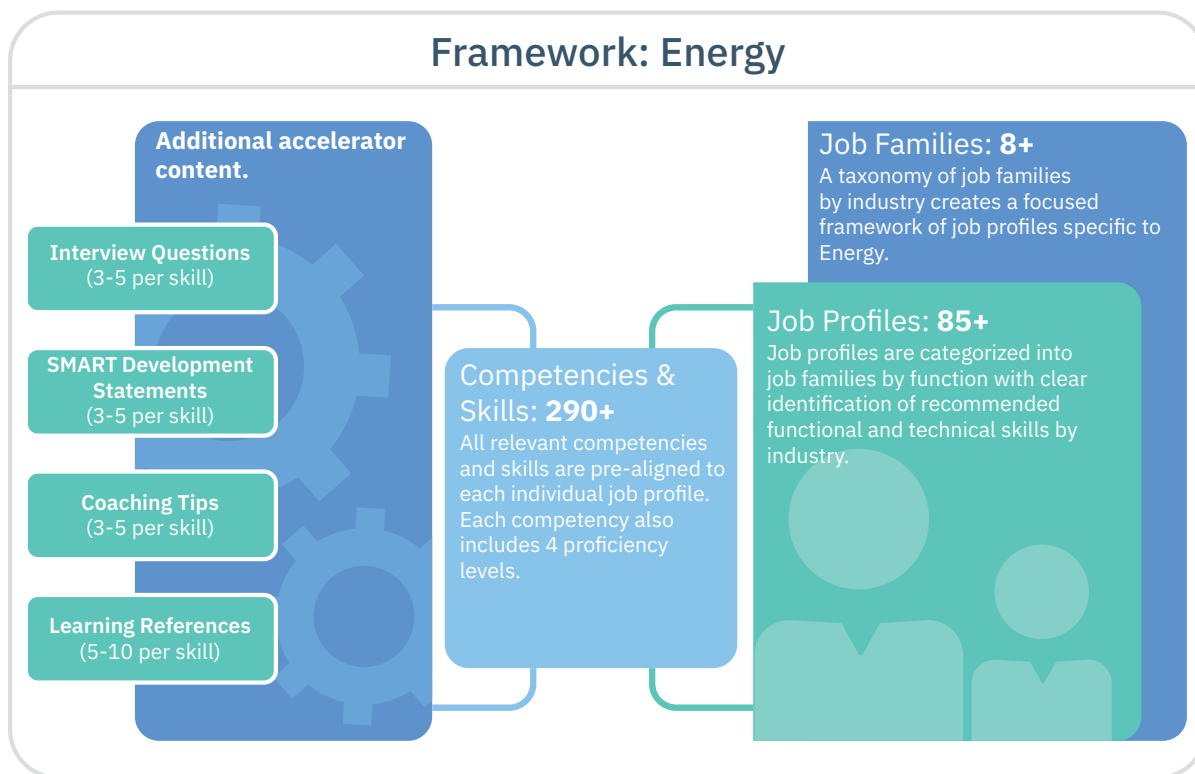 Framework: Energy
Additional accelerator
content.
Interview Questions
(3-5 per skill)
SMART Development
Statements
(3-5 per skill)
Coaching Tips
(3-5 per skill)
Learning References
(5-10 per skill)
Competencies &
Skills: 290+
All relevant competencies
and skills are pre-aligned to
each individual job profile.
Each competency also
includes 4 proficiency
levels.
Job Families: 8+
A taxonomy of job families
by industry creates a focused
framework of job profiles specific to
Energy.
Job Profiles: 85+
Job profiles are categorized into
job families by function with clear
identification of recommended
functional and technical skills by
industry.